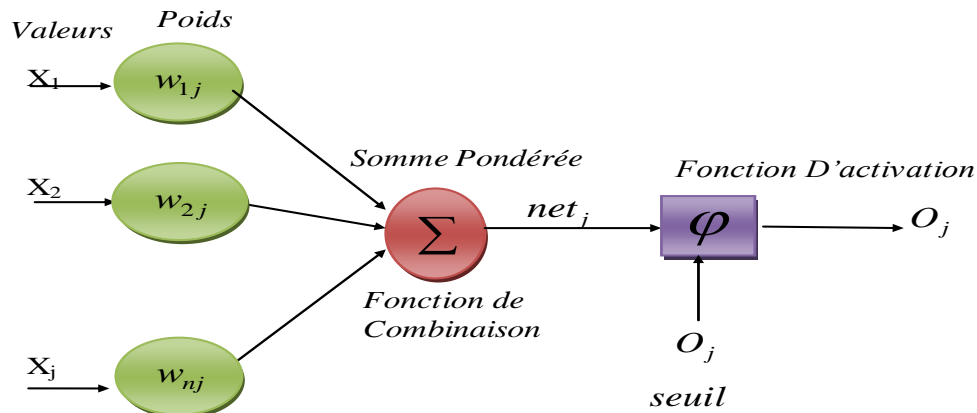 Valeurs
Poids
X₁
w₁ⱼ
X₂
w₂ⱼ
Xⱼ
wₙⱼ
Somme Pondérée
Σ
Fonction de
Combinaison
netⱼ
Fonction D'activation
φ
Oⱼ
Oⱼ
seuil